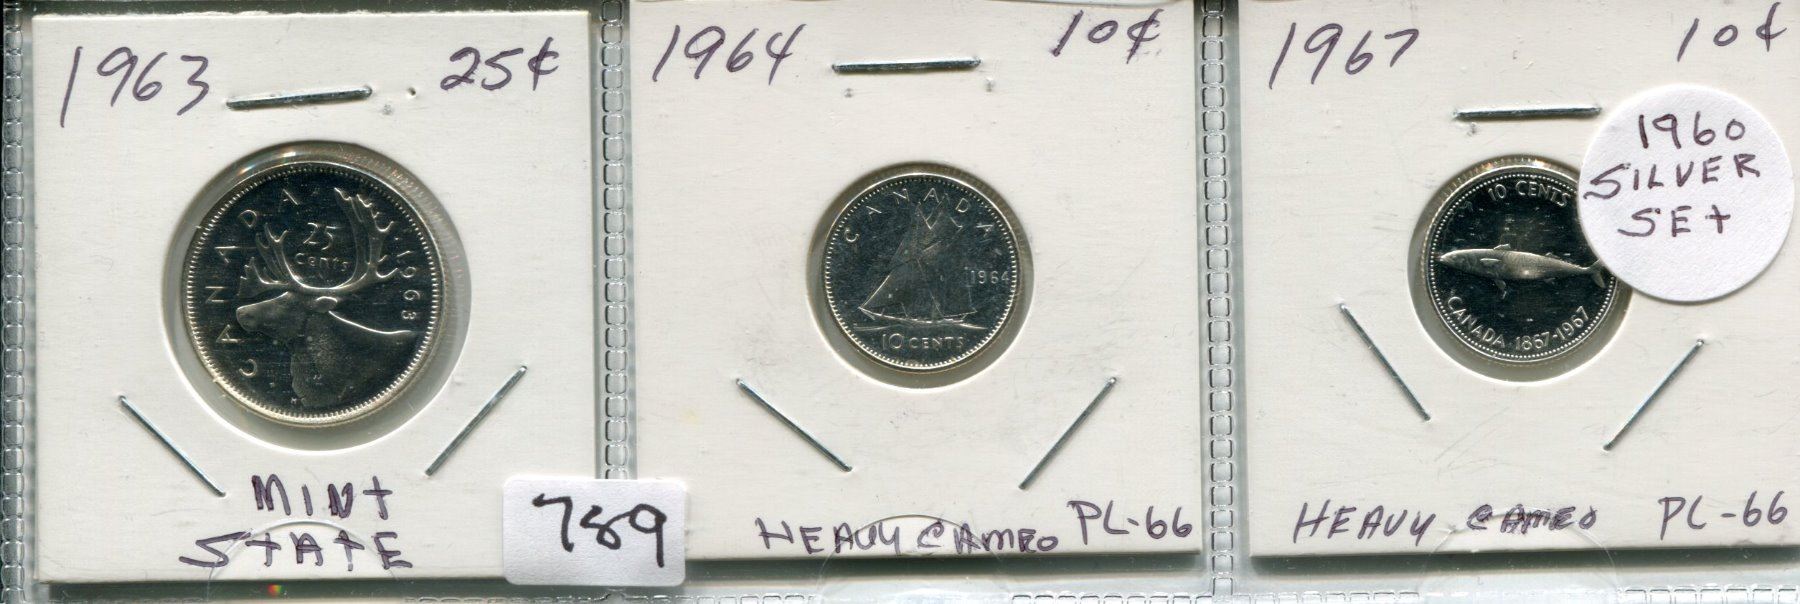 1963 25¢
CANADA 1963
25
cents
MINT
STATE
789
1964 10¢
CANADA
1964
10 CENTS
HEAVY CAMEO PL-66
1967 10¢
1960
SILVER
SET
10 CENTS
CANADA 1867-1967
HEAVY CAMEO PL-66